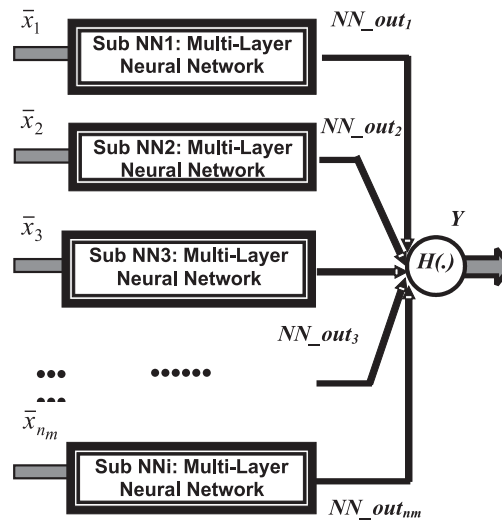 x̄₁
NN_out₁
Sub NN1: Multi-Layer
Neural Network
x̄₂
NN_out₂
Sub NN2: Multi-Layer
Neural Network
x̄₃
Y
Sub NN3: Multi-Layer
Neural Network
H(.)
NN_out₃
...
......
...
x̄ₙₘ
Sub NNi: Multi-Layer
Neural Network
NN_outₙₘ